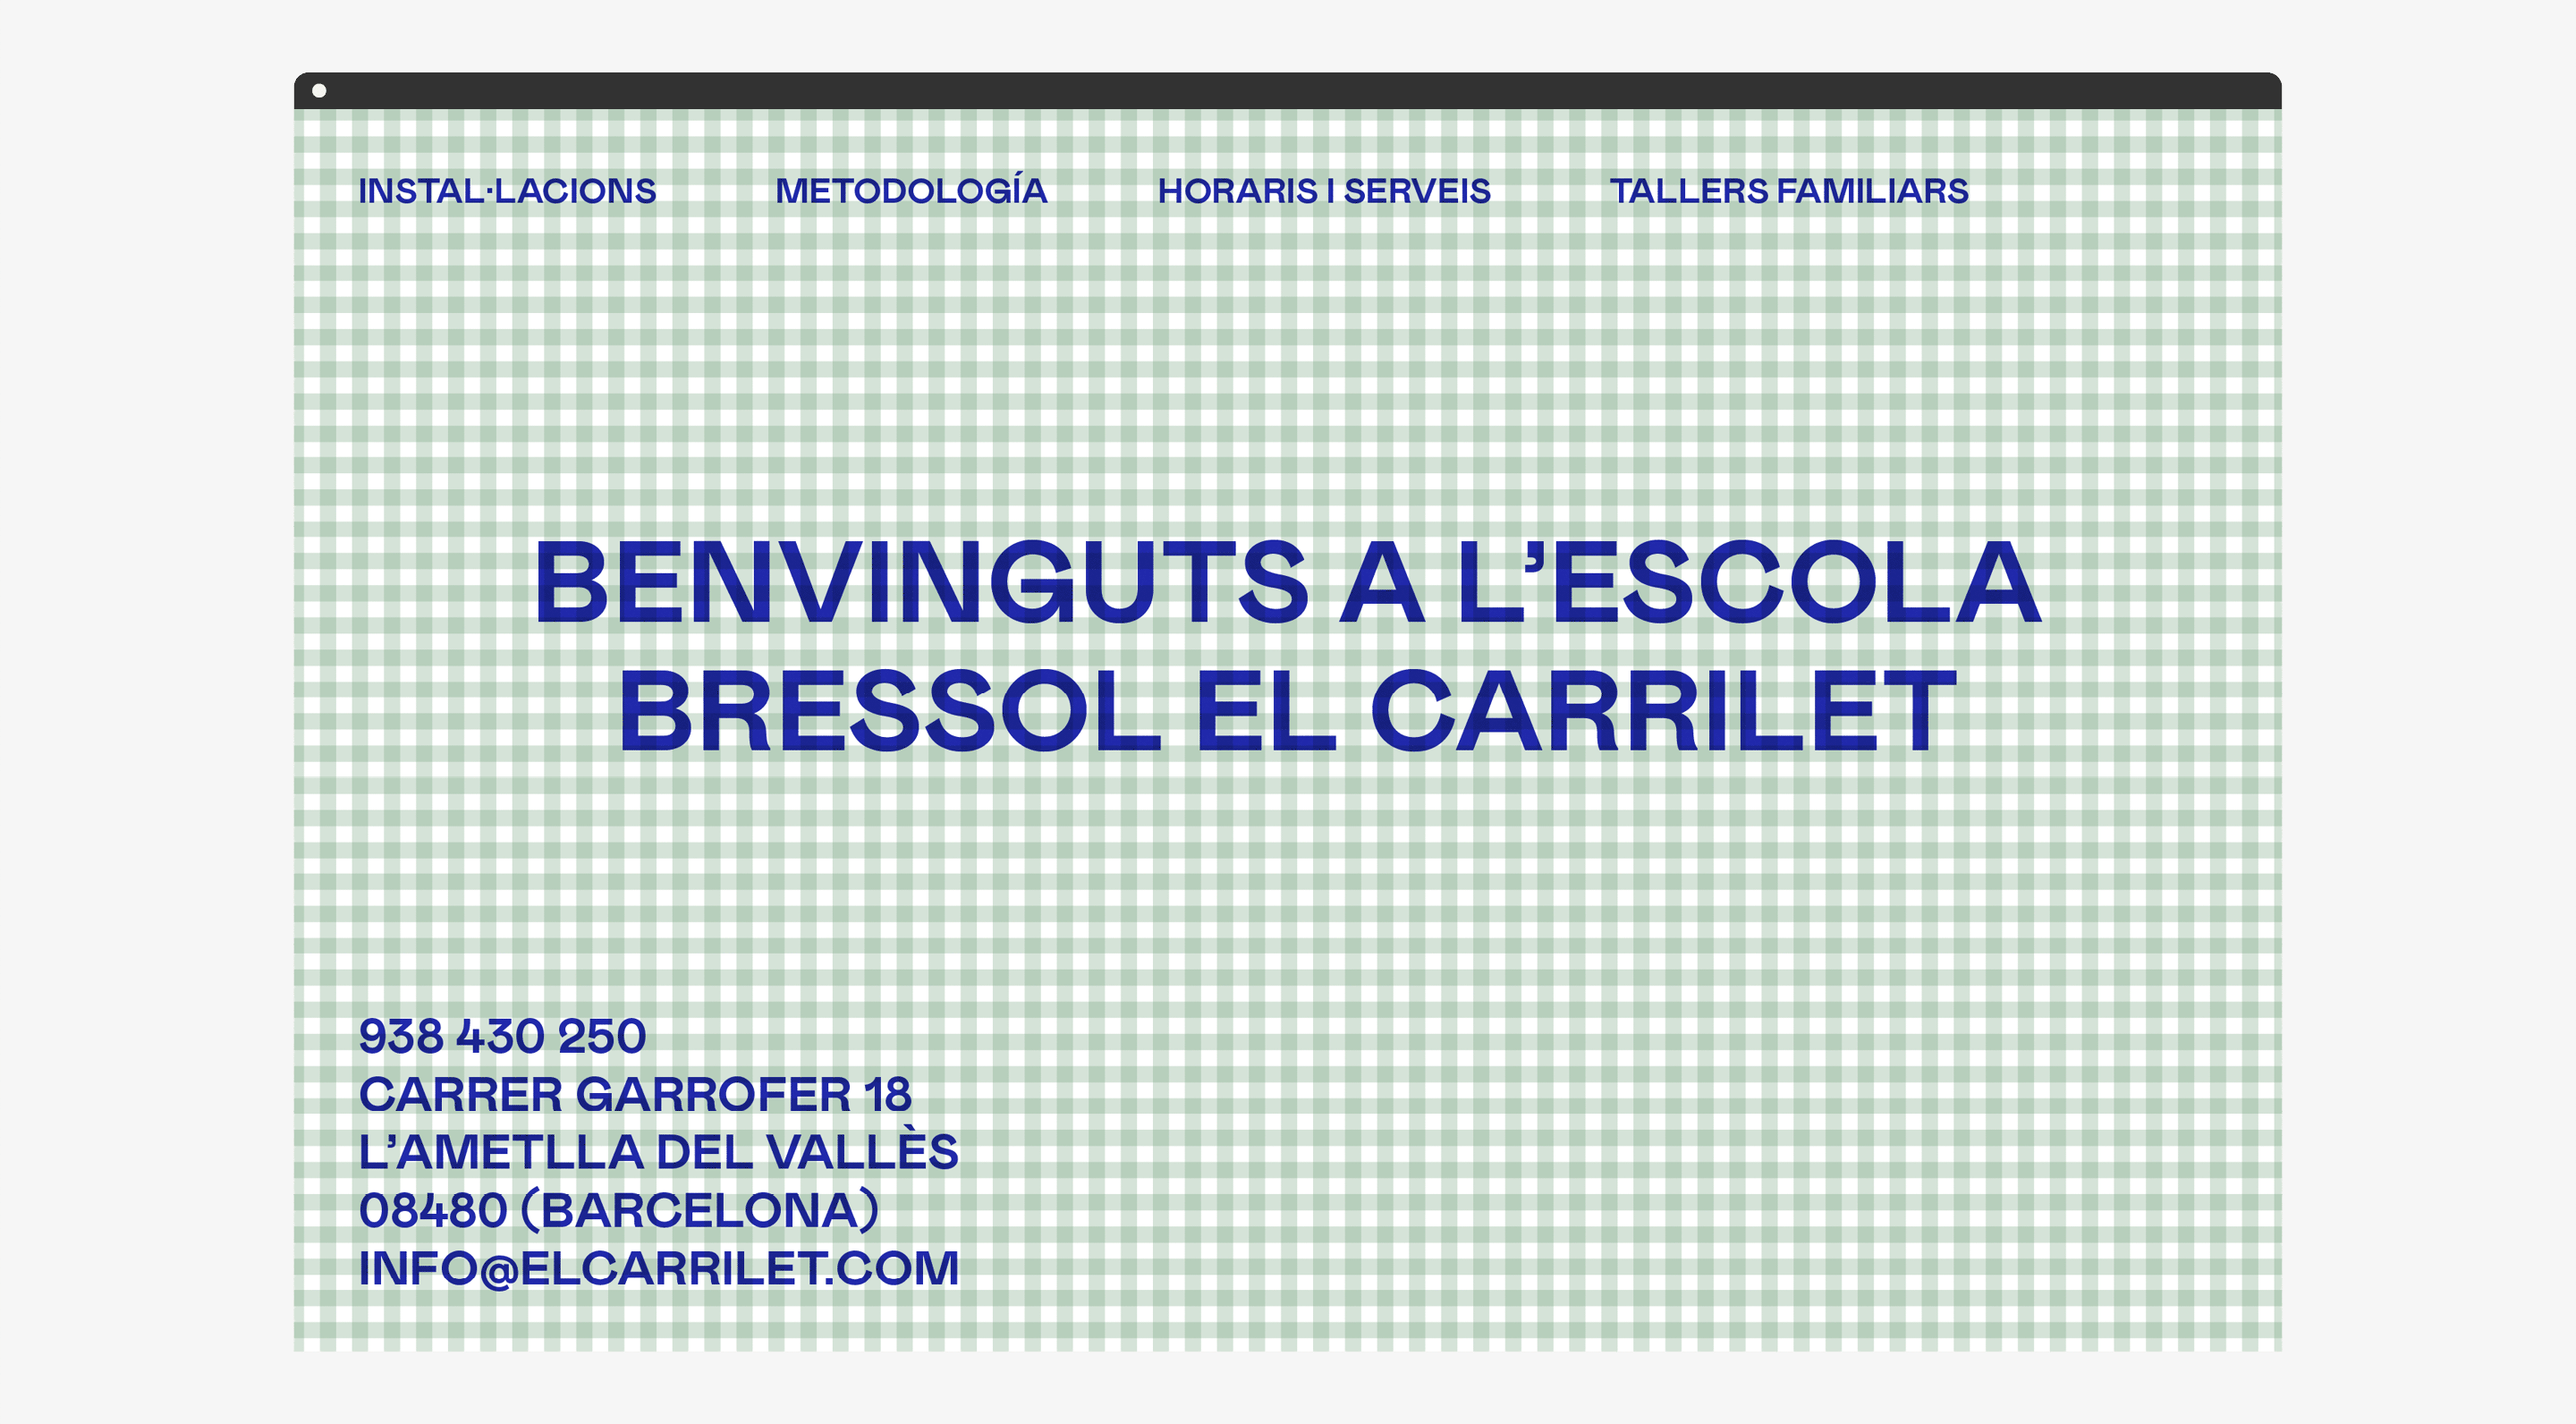 INSTAL·LACIONS METODOLOGÍA HORARIS I SERVEIS TALLERS FAMILIARS
BENVINGUTS A L’ESCOLA
BRESSOL EL CARRILET
938 430 250
CARRER GARROFER 18
L’AMETLLA DEL VALLÈS
08480 (BARCELONA)
INFO@ELCARRILET.COM